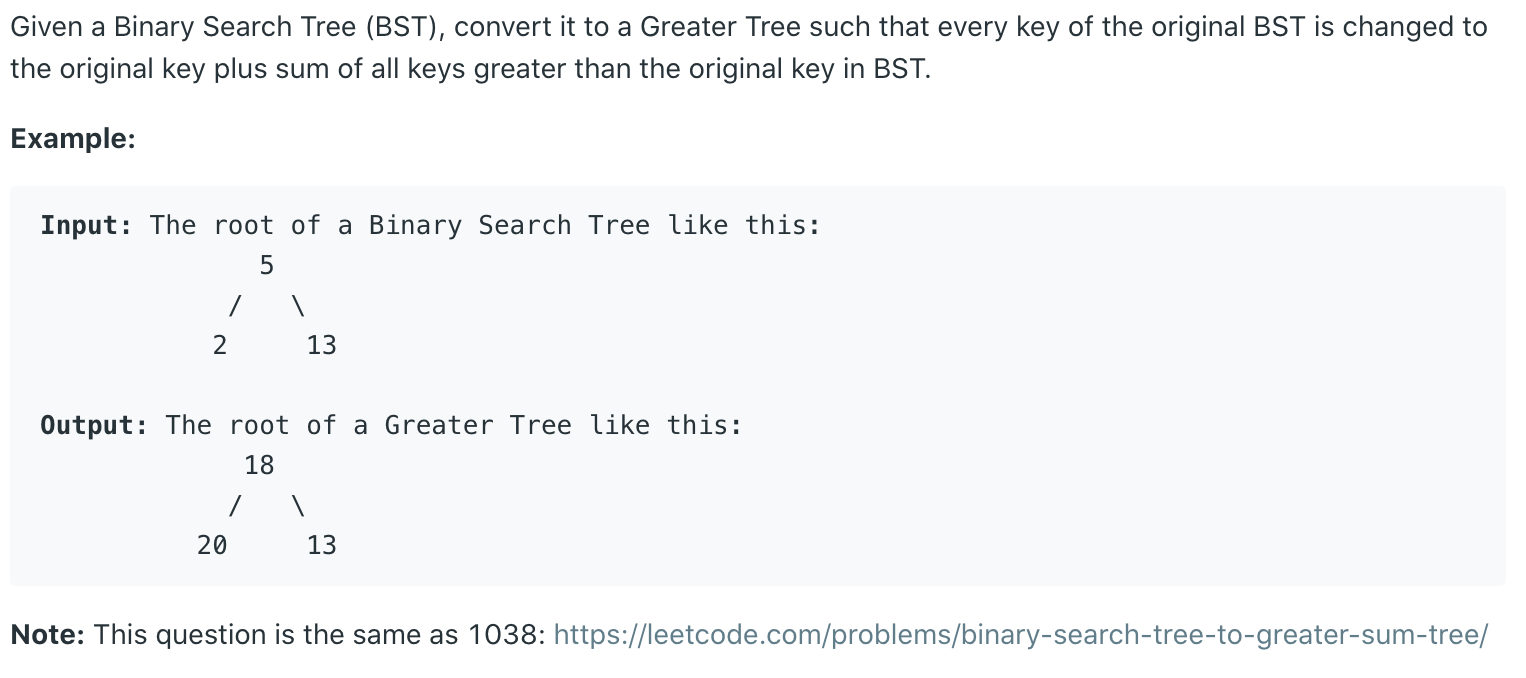 Given a Binary Search Tree (BST), convert it to a Greater Tree such that every key of the original BST is changed to
the original key plus sum of all keys greater than the original key in BST.
Example:
Input: The root of a Binary Search Tree like this:
5
/ \
2 13
Output: The root of a Greater Tree like this:
18
/ \
20 13
Note: This question is the same as 1038: https://leetcode.com/problems/binary-search-tree-to-greater-sum-tree/